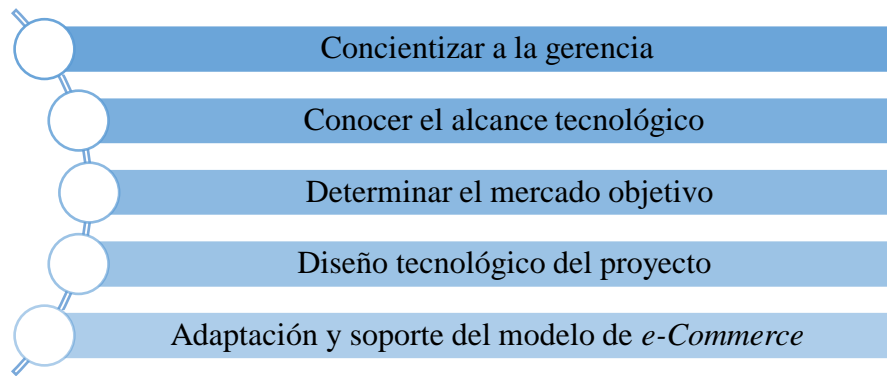 Concientizar a la gerencia
Conocer el alcance tecnológico
Determinar el mercado objetivo
Diseño tecnológico del proyecto
Adaptación y soporte del modelo de e-Commerce